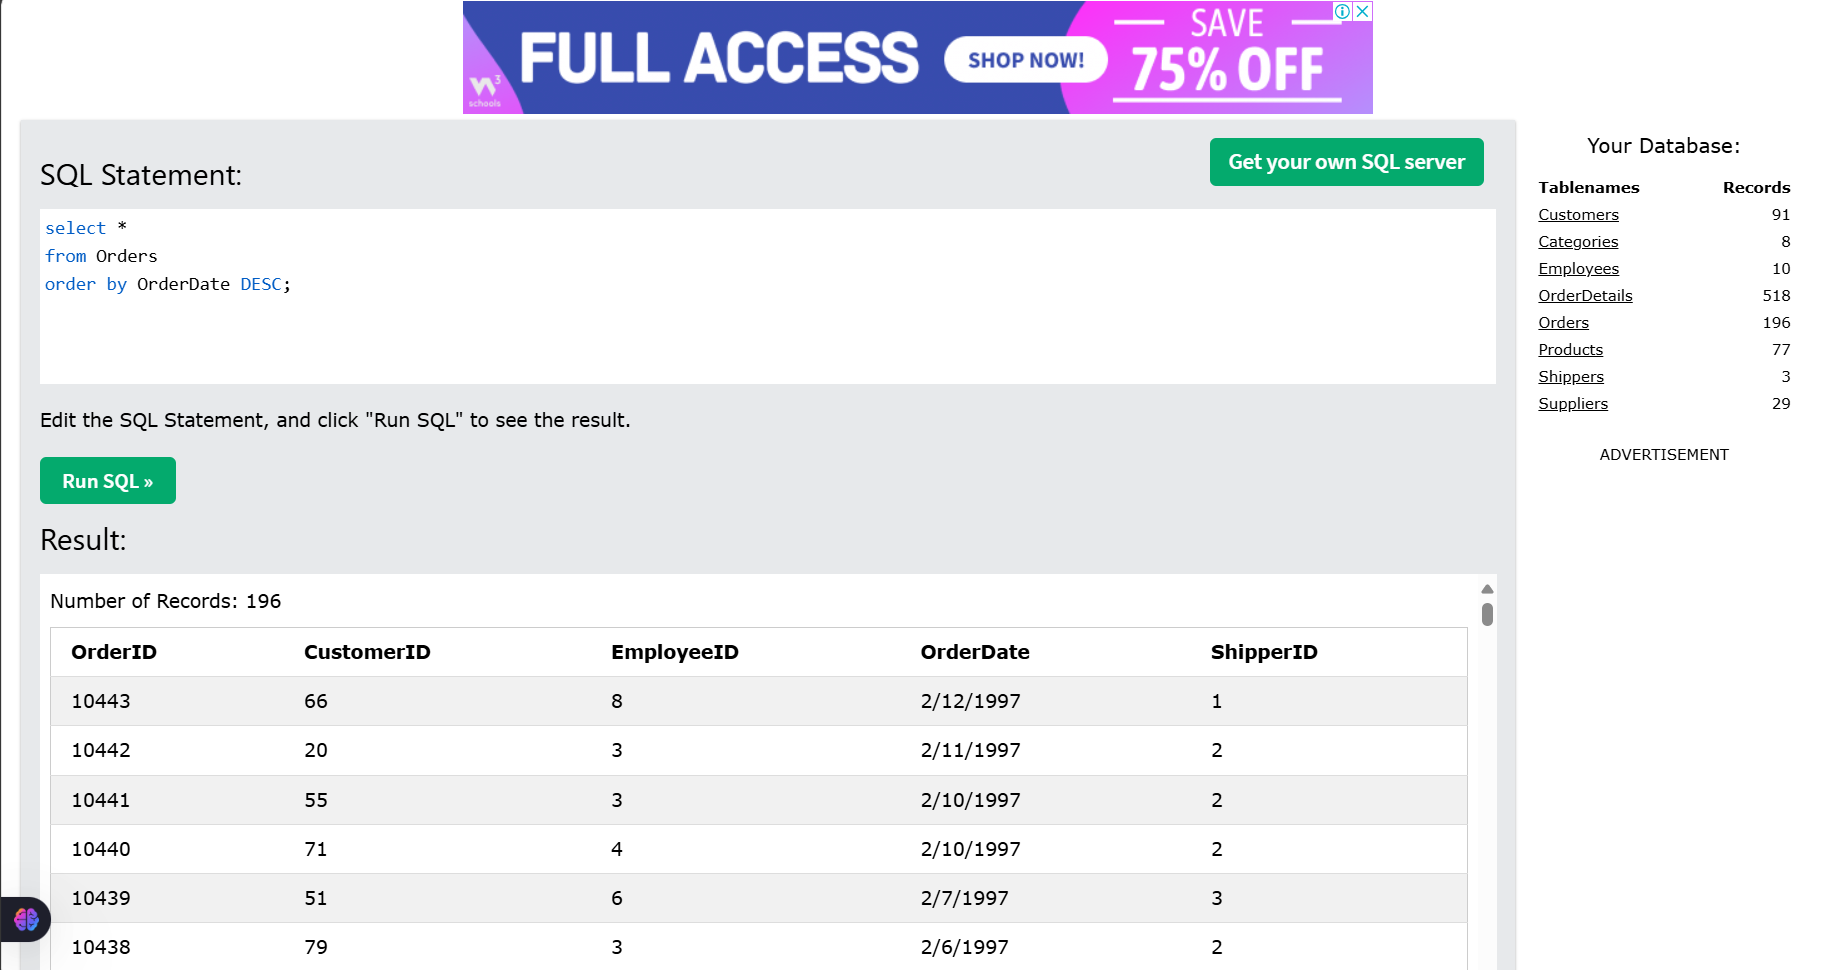 FULL ACCESS
SHOP NOW!
SAVE
75% OFF
W3
schools
Get your own SQL server
SQL Statement:
select *
from Orders
order by OrderDate DESC;
Edit the SQL Statement, and click "Run SQL" to see the result.
Run SQL »
Result:
Number of Records: 196
OrderID CustomerID EmployeeID OrderDate ShipperID
10443 66 8 2/12/1997 1
10442 20 3 2/11/1997 2
10441 55 3 2/10/1997 2
10440 71 4 2/10/1997 2
10439 51 6 2/7/1997 3
10438 79 3 2/6/1997 2
Your Database:
Tablenames Records
Customers 91
Categories 8
Employees 10
OrderDetails 518
Orders 196
Products 77
Shippers 3
Suppliers 29
ADVERTISEMENT